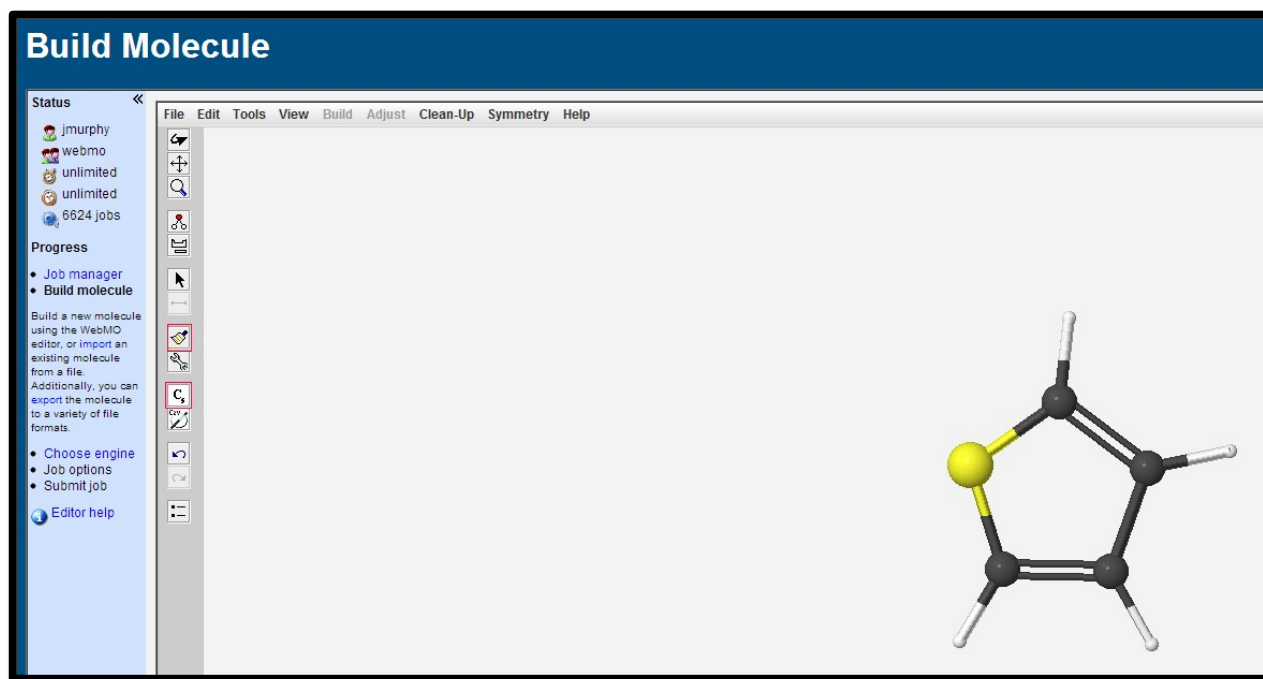 Build Molecule
Status
«
jmurphy
webmo
unlimited
unlimited
6624 jobs
Progress
• Job manager
• Build molecule
Build a new molecule
using the WebMO
editor, or import an
existing molecule
from a file.
Additionally, you can
export the molecule
to a variety of file
formats.
• Choose engine
• Job options
• Submit job
Editor help
File Edit Tools View Build Adjust Clean-Up Symmetry Help
Cs
C2v